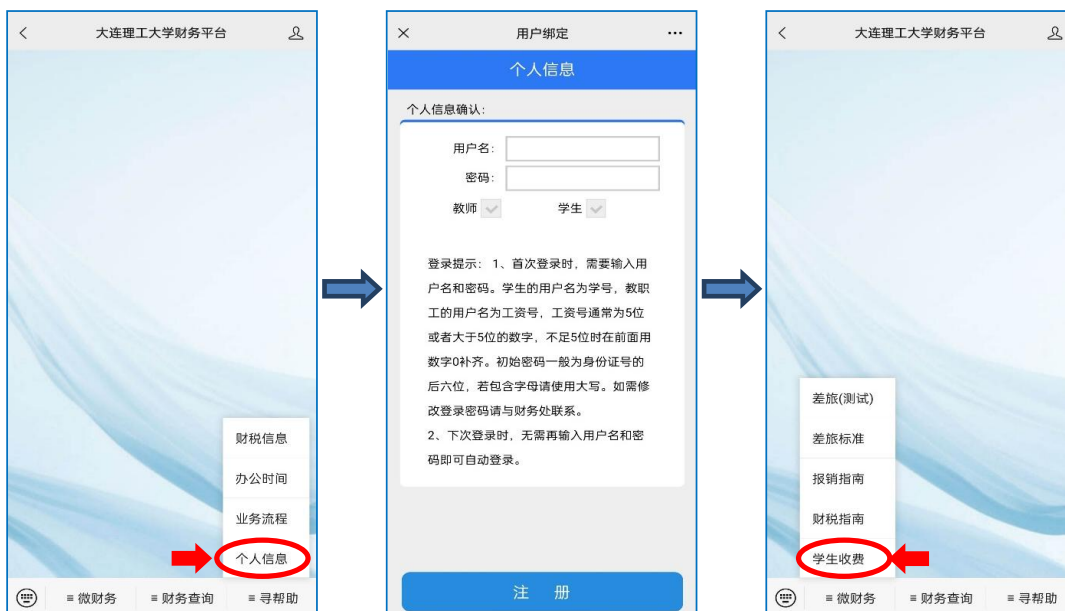 大连理工大学财务平台
财税信息
办公时间
业务流程
个人信息
≡ 微财务
≡ 财务查询
≡ 寻帮助
用户绑定
个人信息
个人信息确认：
用户名：
密码：
教师
学生
登录提示： 1、首次登录时，需要输入用
户名和密码。学生的用户名为学号，教职
工的用户名为工资号，工资号通常为5位
或者大于5位的数字，不足5位时在前面用
数字0补齐。初始密码一般为身份证号的
后六位，若包含字母请使用大写。如需修
改登录密码请与财务处联系。
2、下次登录时，无需再输入用户名和密
码即可自动登录。
注 册
大连理工大学财务平台
差旅(测试)
差旅标准
报销指南
财税指南
学生收费
≡ 微财务
≡ 财务查询
≡ 寻帮助